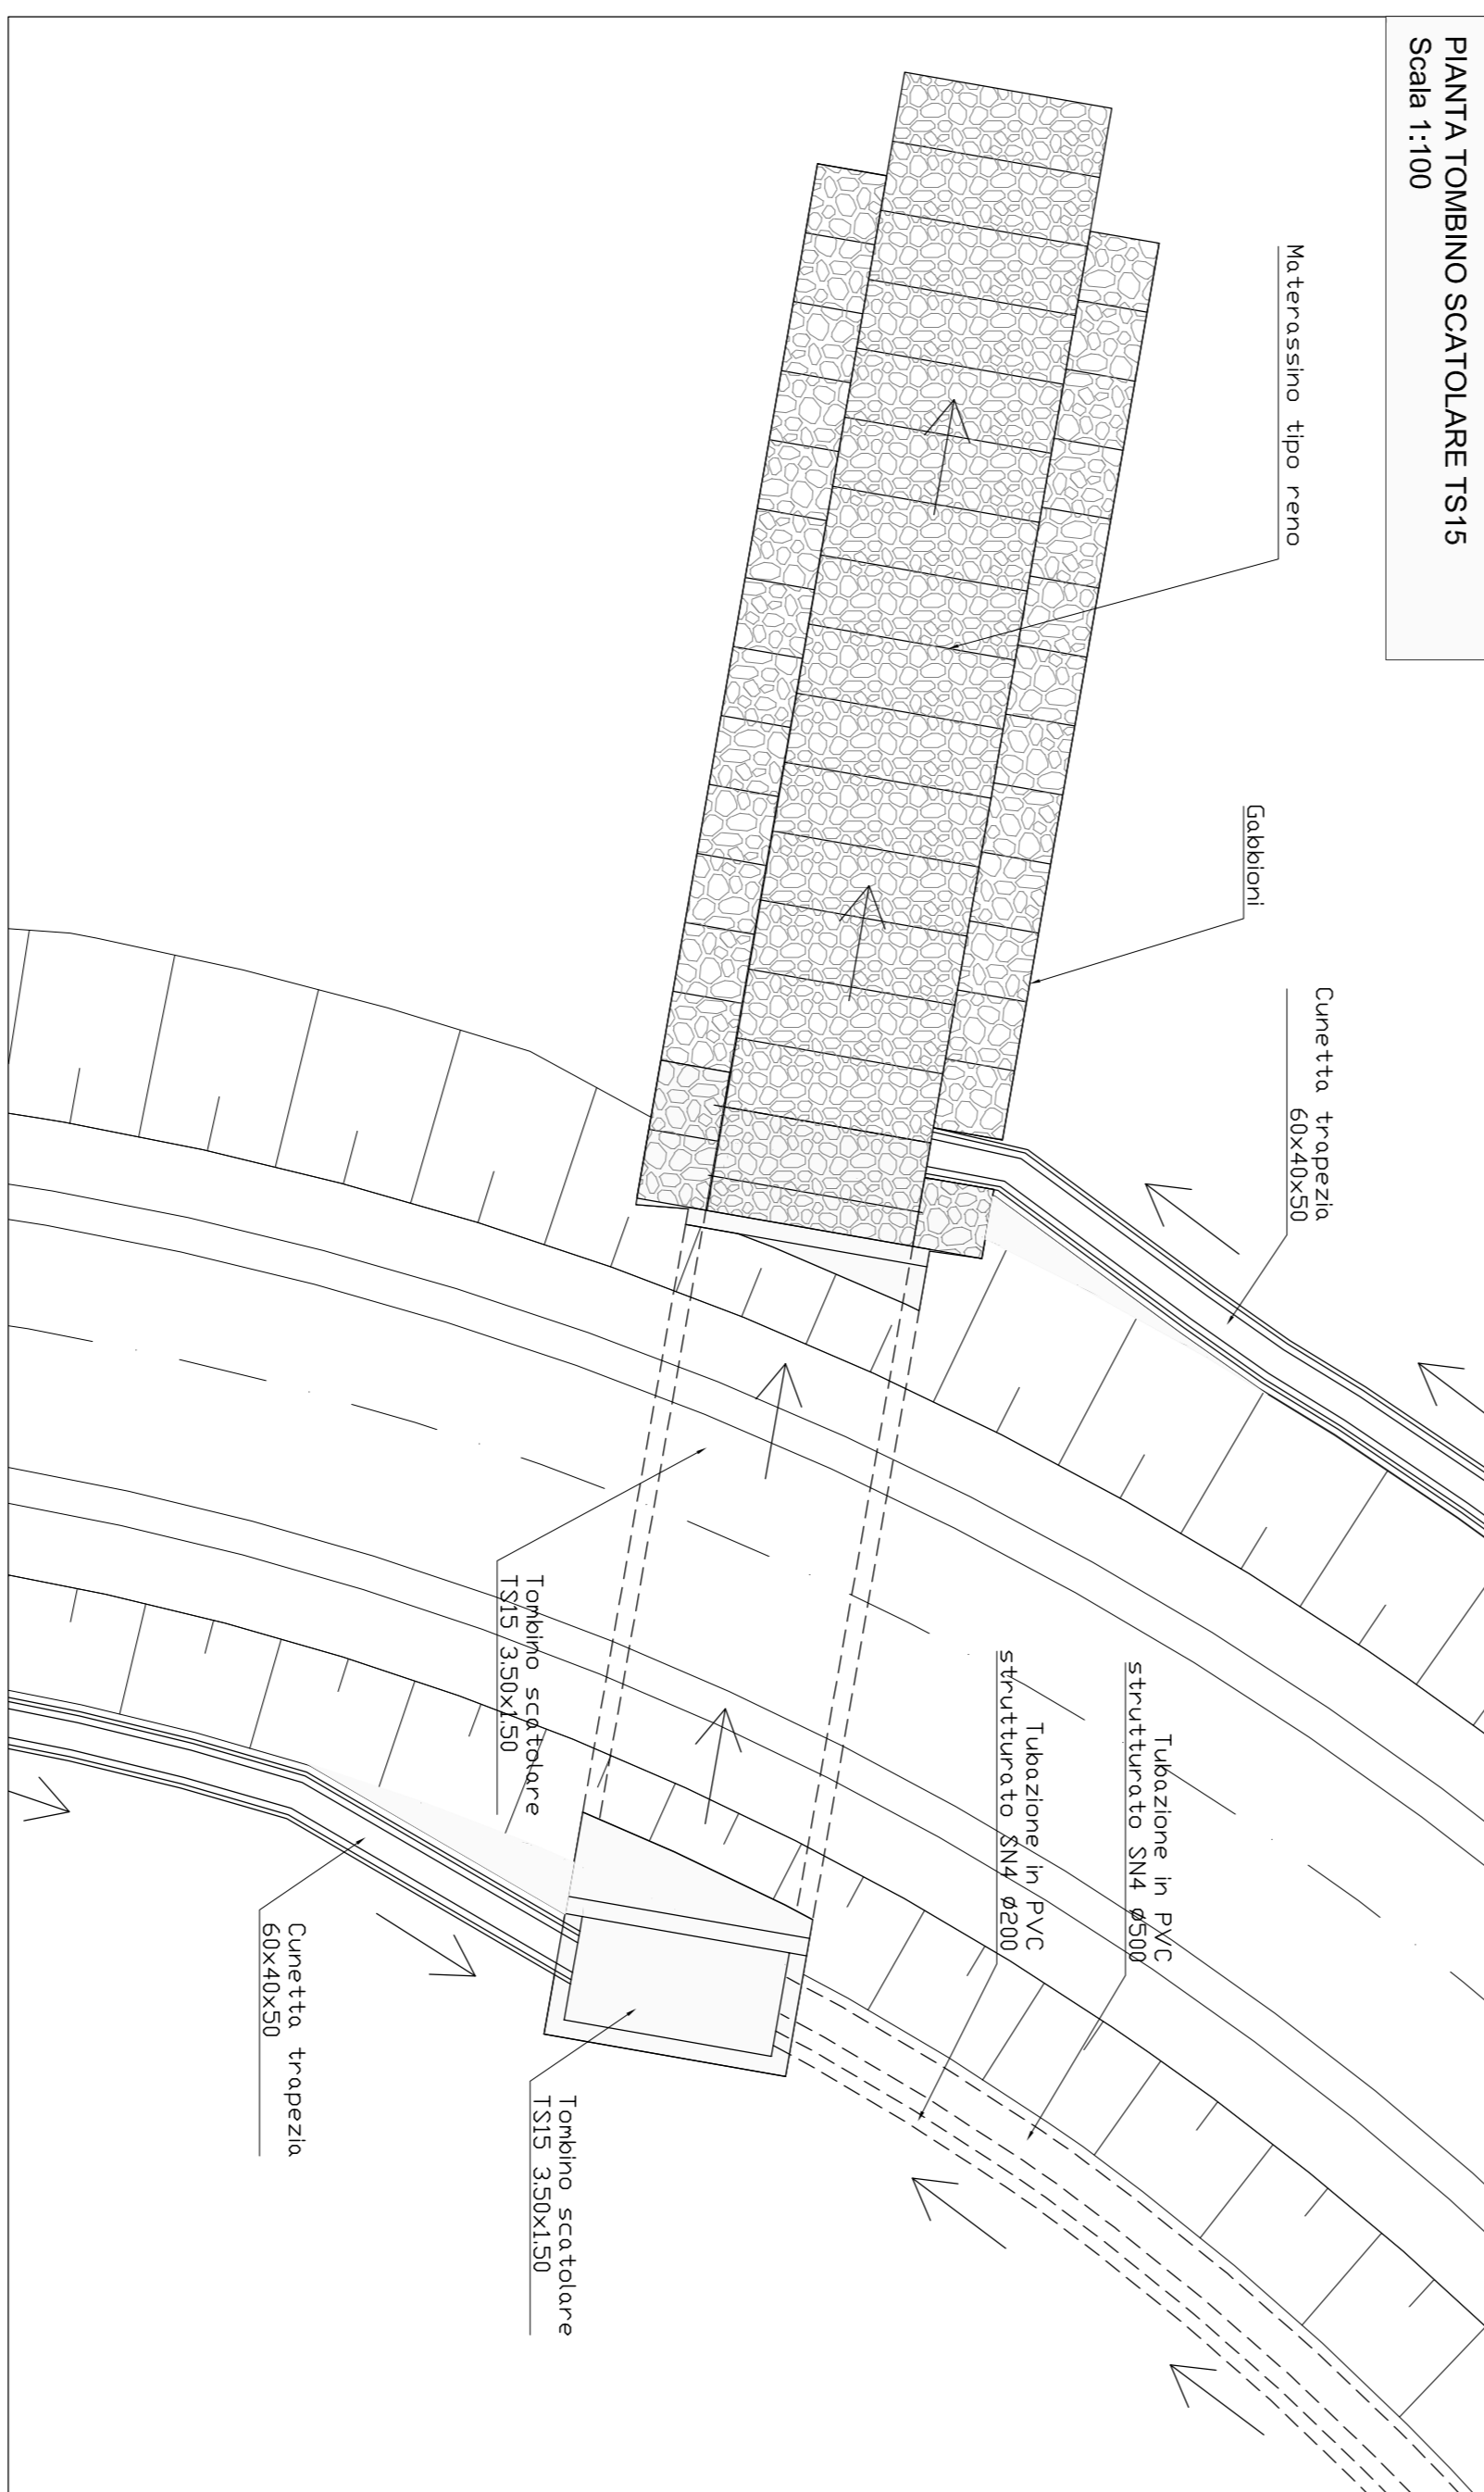 PIANTA TOMBINO SCATOLARE TS15
Scala 1:100
Materassino tipo reno
Gabbioni
Cunetta trapezia
60x40x50
Tombino scatolare
TS15 3,50x1,50
Tubazione in PVC
strutturato SN4 ø500
Tubazione in PVC
strutturato SN4 ø200
Cunetta trapezia
60x40x50
Tombino scatolare
TS15 3,50x1,50